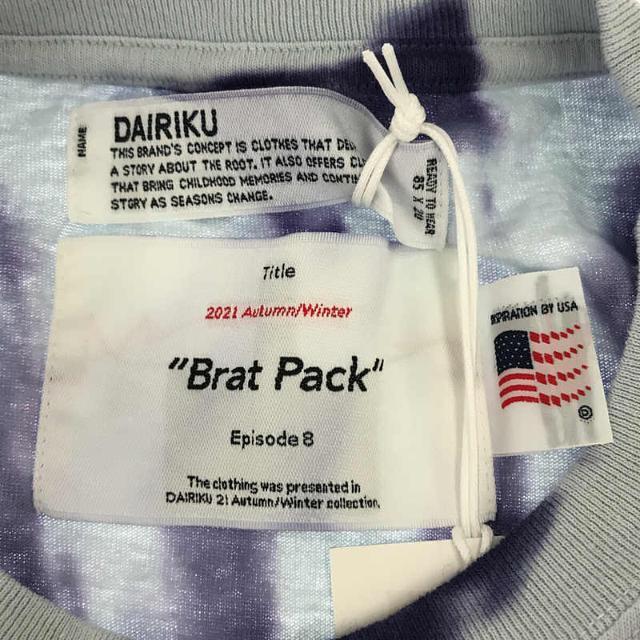 NAME
DAIRIKU
THIS BRAND'S CONCEPT IS CLOTHES THAT
A STORY ABOUT THE ROOT. IT ALSO OFFERS
THAT BRING CHILDHOOD MEMORIES AND
STORY AS SEASONS CHANGE.
READY TO WEAR
85 X 20
Title
2021 Autumn/Winter
"Brat Pack"
Episode 8
The clothing was presented in
DAIRIKU 21 Autumn/Winter collection.
BY USA